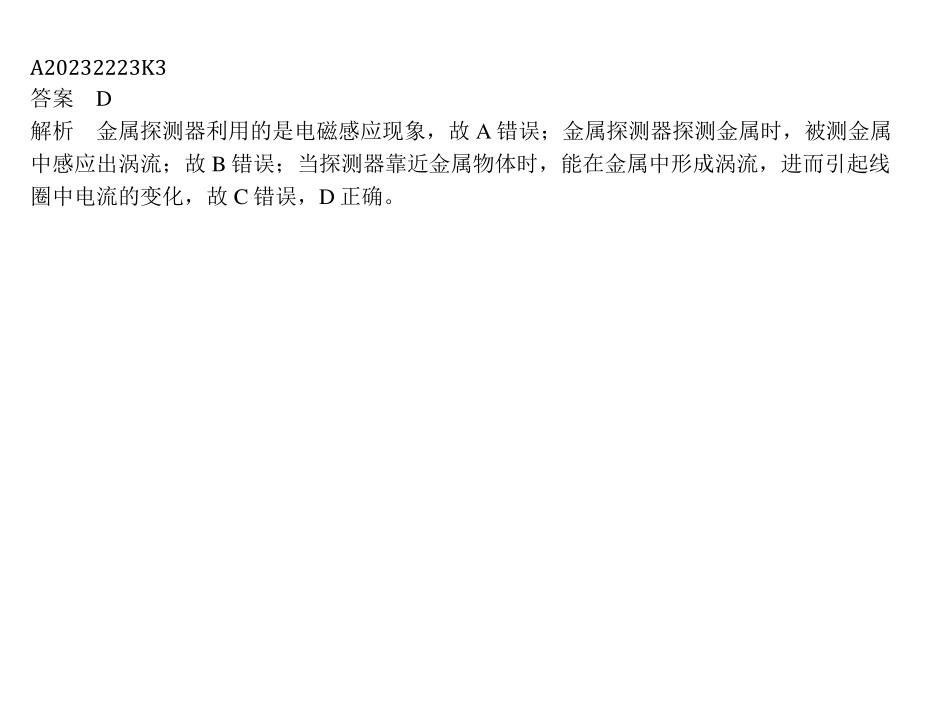 A20232223K3
答案　D
解析　金属探测器利用的是电磁感应现象，故 A 错误；金属探测器探测金属时，被测金属
中感应出涡流；故 B 错误；当探测器靠近金属物体时，能在金属中形成涡流，进而引起线
圈中电流的变化，故 C 错误，D 正确。